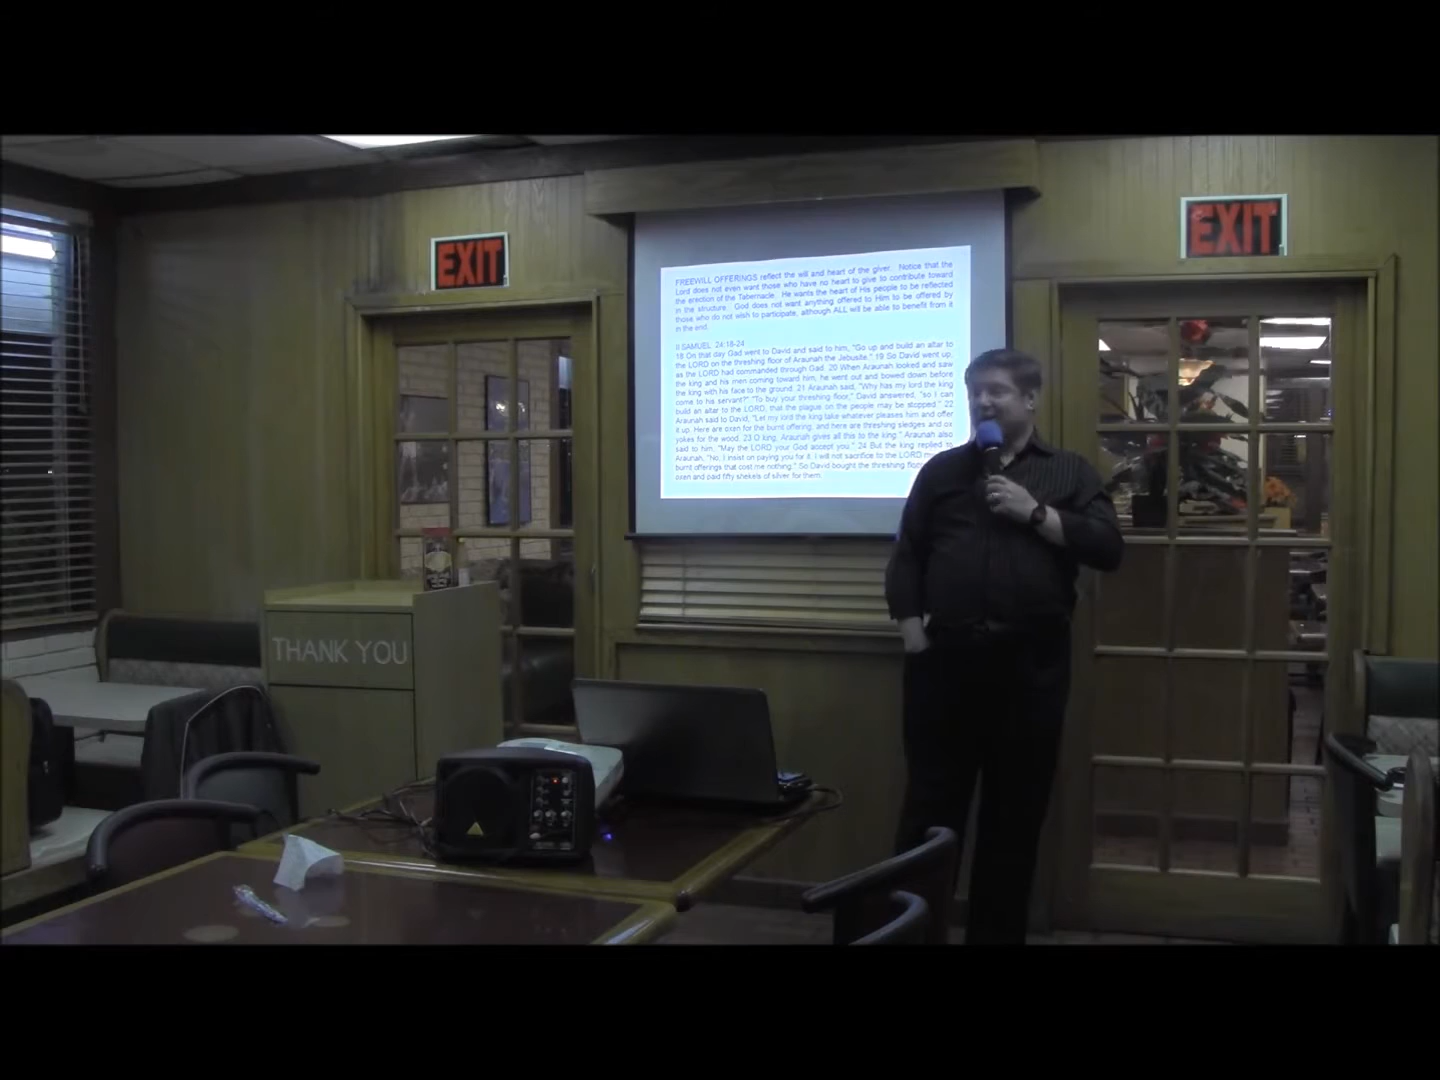 EXIT
EXIT
FREEWILL OFFERINGS reflect the will and heart of the giver. Notice that the
Lord does not even want those who have no heart to give to contribute toward
the erection of the Tabernacle. He wants the heart of His people to be reflected
in the structure. God does not want anything offered to Him to be offered by
those who do not wish to participate, although ALL will be able to benefit from it
in the end.
II SAMUEL 24:18-24
18 On that day Gad went to David and said to him, "Go up and build an altar to
the LORD on the threshing floor of Araunah the Jebusite." 19 So David went up,
as the LORD had commanded through Gad. 20 When Araunah looked and saw
the king and his men coming toward him, he went out and bowed down before
the king with his face to the ground. 21 Araunah said, "Why has my lord the king
come to his servant?" "To buy your threshing floor," David answered, "so I can
build an altar to the LORD, that the plague on the people may be stopped." 22
Araunah said to David, "Let my lord the king take whatever pleases him and offer
it up. Here are oxen for the burnt offering, and here are threshing sledges and ox
yokes for the wood. 23 O king, Araunah gives all this to the king." Araunah also
said to him, "May the LORD your God accept you." 24 But the king replied to
Araunah, "No, I insist on paying you for it. I will not sacrifice to the LORD
burnt offerings that cost me nothing." So David bought the threshing
oxen and paid fifty shekels of silver for them.
THANK YOU